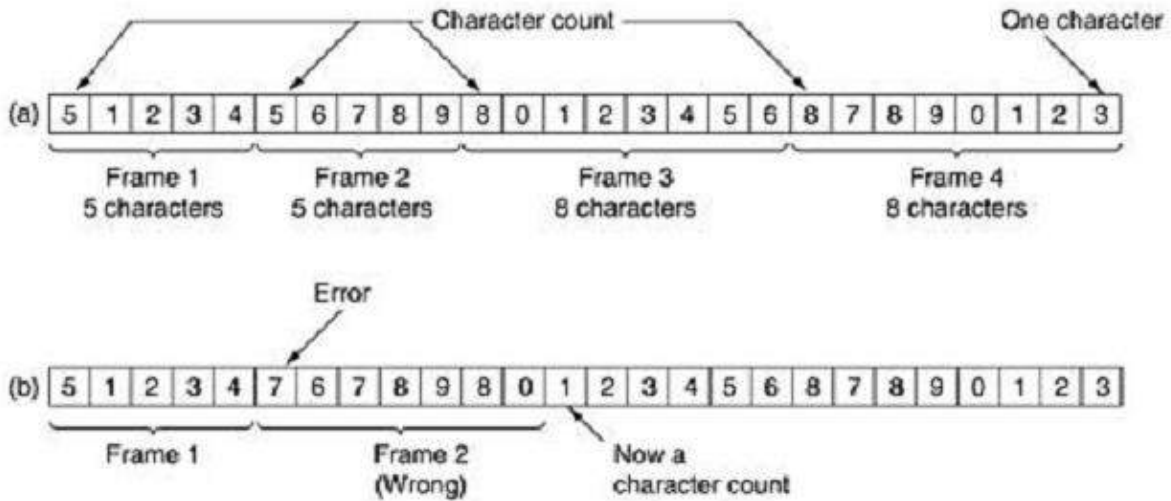 Character count
One character
(a) 5 1 2 3 4 5 6 7 8 9 8 0 1 2 3 4 5 6 8 7 8 9 0 1 2 3
Frame 1
5 characters
Frame 2
5 characters
Frame 3
8 characters
Frame 4
8 characters
Error
(b) 5 1 2 3 4 7 6 7 8 9 8 0 1 2 3 4 5 6 8 7 8 9 0 1 2 3
Frame 1
Frame 2
(Wrong)
Now a
character count